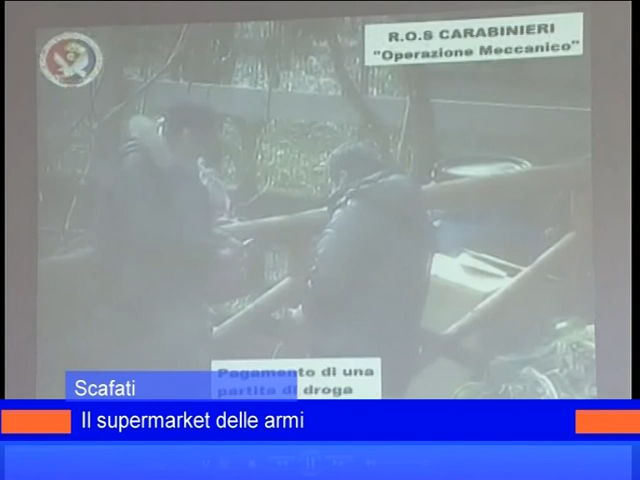 R.O.S CARABINIERI
"Operazione Meccanico"
Pagamento di una
partita di droga
Scafati
Il supermarket delle armi